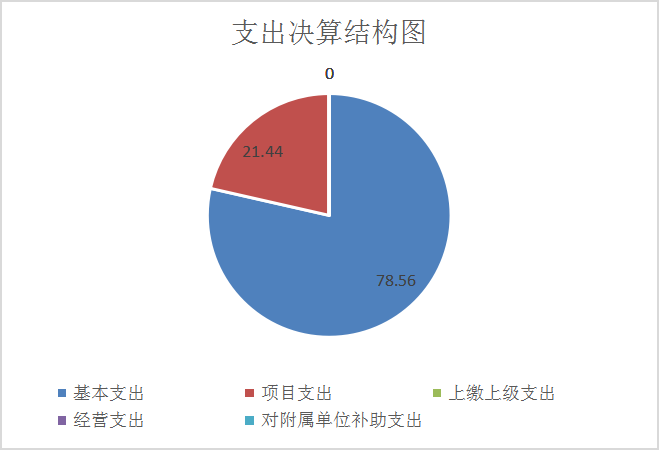 支出决算结构图
0
21.44
78.56
基本支出
项目支出
上缴上级支出
经营支出
对附属单位补助支出